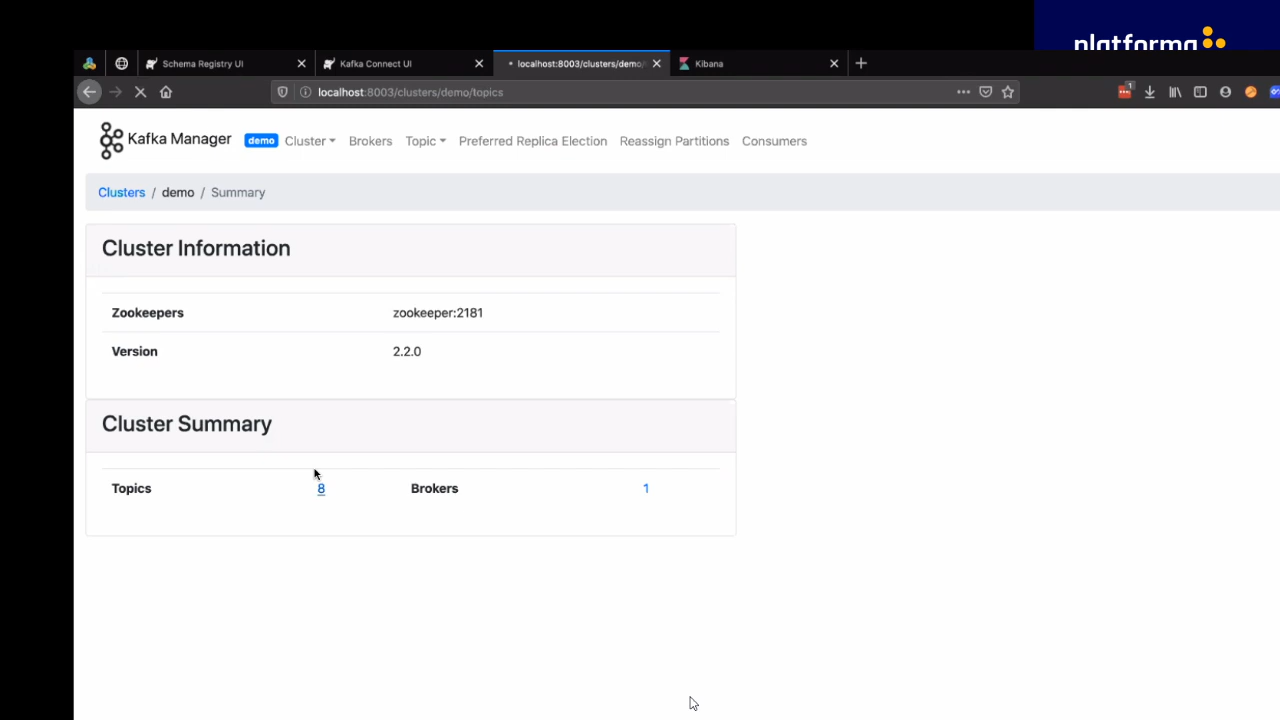 platforma
Schema Registry UI
Kafka Connect UI
localhost:8003/clusters/demo/
Kibana
localhost:8003/clusters/demo/topics
Kafka Manager
demo
Cluster
Brokers
Topic
Preferred Replica Election
Reassign Partitions
Consumers
Clusters / demo / Summary
Cluster Information
Zookeepers zookeeper:2181
Version 2.2.0
Cluster Summary
Topics 8 Brokers 1